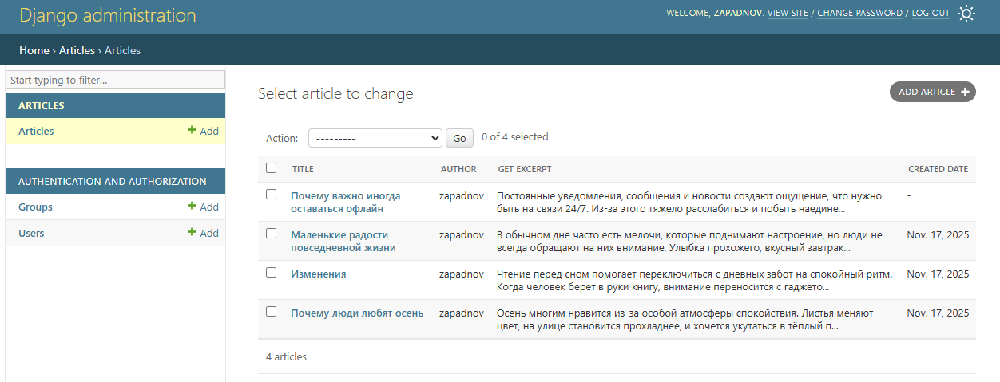 Django administration
WELCOME, ZAPADNOV. VIEW SITE / CHANGE PASSWORD / LOG OUT
Home › Articles › Articles
Start typing to filter...
ARTICLES
Articles
+ Add
AUTHENTICATION AND AUTHORIZATION
Groups
+ Add
Users
+ Add
Select article to change
ADD ARTICLE +
Action: --------- Go 0 of 4 selected
TITLE AUTHOR GET EXCERPT CREATED DATE
Почему важно иногда
оставаться офлайн
zapadnov
Постоянные уведомления, сообщения и новости создают ощущение, что нужно
быть на связи 24/7. Из-за этого тяжело расслабиться и побыть наедине...
-
Маленькие радости
повседневной жизни
zapadnov
В обычном дне часто есть мелочи, которые поднимают настроение, но люди не
всегда обращают на них внимание. Улыбка прохожего, вкусный завтрак...
Nov. 17, 2025
Изменения
zapadnov
Чтение перед сном помогает переключиться с дневных забот на спокойный ритм.
Когда человек берет в руки книгу, внимание переносится с гаджето...
Nov. 17, 2025
Почему люди любят осень
zapadnov
Осень многим нравится из-за особой атмосферы спокойствия. Листья меняют
цвет, на улице становится прохладнее, и хочется укутаться в тёплый п...
Nov. 17, 2025
4 articles